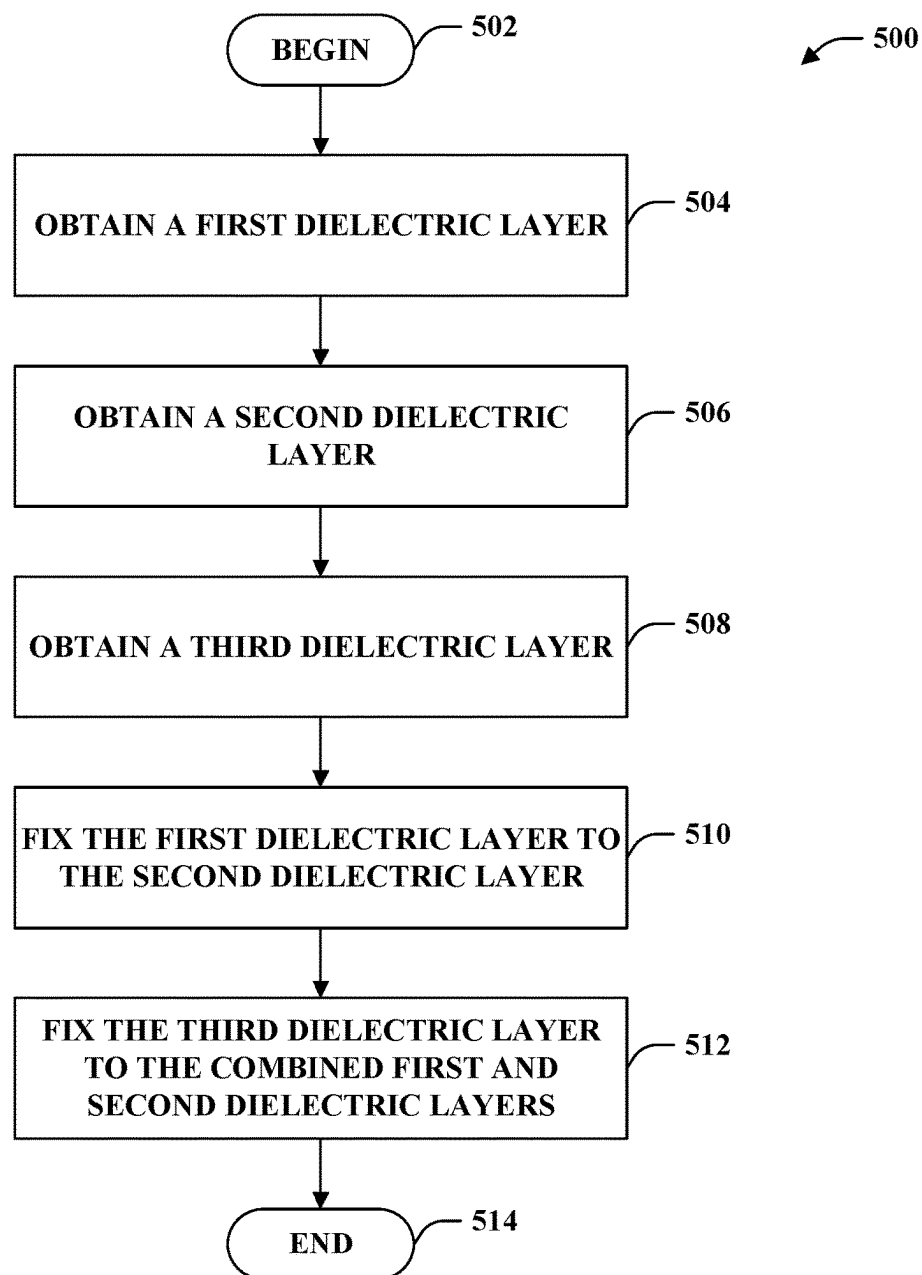 BEGIN
502
500
OBTAIN A FIRST DIELECTRIC LAYER
504
OBTAIN A SECOND DIELECTRIC
LAYER
506
OBTAIN A THIRD DIELECTRIC LAYER
508
FIX THE FIRST DIELECTRIC LAYER TO
THE SECOND DIELECTRIC LAYER
510
FIX THE THIRD DIELECTRIC LAYER
TO THE COMBINED FIRST AND
SECOND DIELECTRIC LAYERS
512
END
514